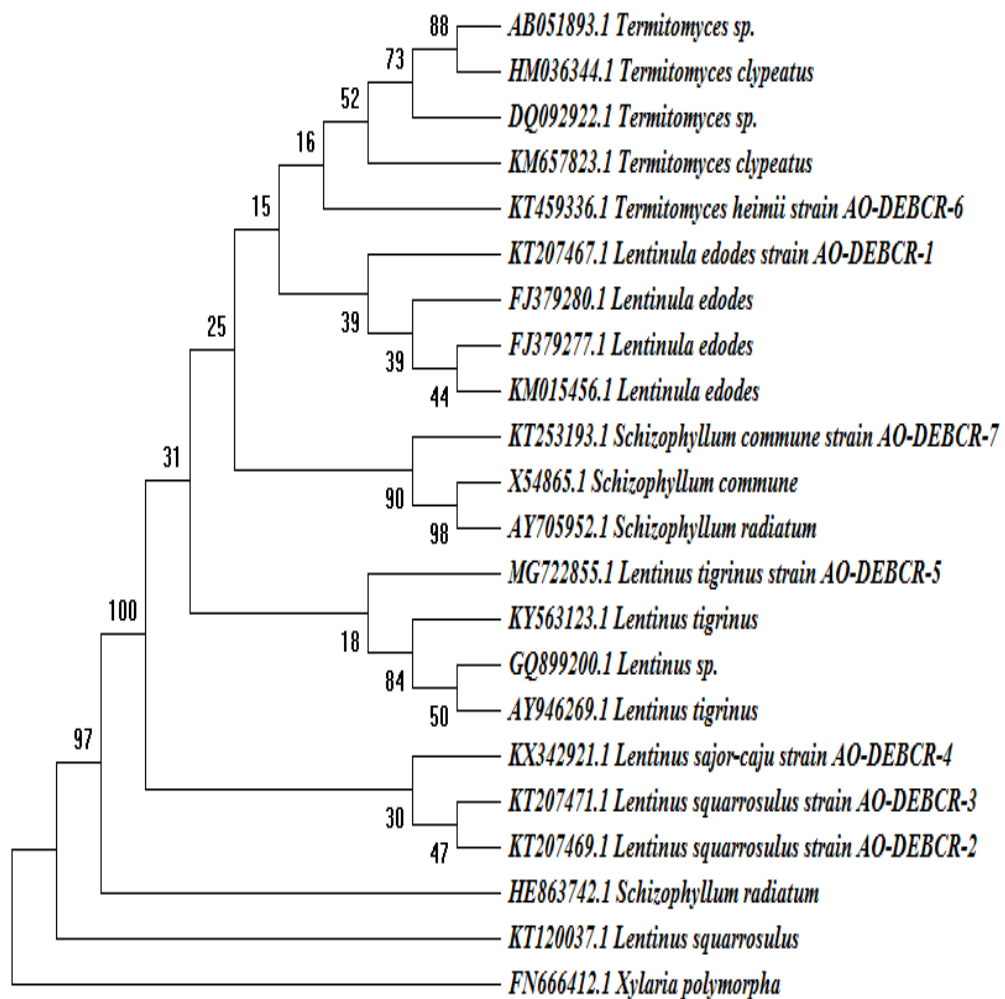 88
AB051893.1 Termitomyces sp.
73
HM036344.1 Termitomyces clypeatus
52
DQ092922.1 Termitomyces sp.
16
KM657823.1 Termitomyces clypeatus
15
KT459336.1 Termitomyces heimii strain AO-DEBCR-6
KT207467.1 Lentinula edodes strain AO-DEBCR-1
FJ379280.1 Lentinula edodes
39
25
FJ379277.1 Lentinula edodes
39
KM015456.1 Lentinula edodes
44
KT253193.1 Schizophyllum commune strain AO-DEBCR-7
31
X54865.1 Schizophyllum commune
90
AY705952.1 Schizophyllum radiatum
98
MG722855.1 Lentinus tigrinus strain AO-DEBCR-5
100
KY563123.1 Lentinus tigrinus
18
GQ899200.1 Lentinus sp.
84
AY946269.1 Lentinus tigrinus
50
97
KX342921.1 Lentinus sajor-caju strain AO-DEBCR-4
KT207471.1 Lentinus squarrosulus strain AO-DEBCR-3
30
KT207469.1 Lentinus squarrosulus strain AO-DEBCR-2
47
HE863742.1 Schizophyllum radiatum
KT120037.1 Lentinus squarrosulus
FN666412.1 Xylaria polymorpha